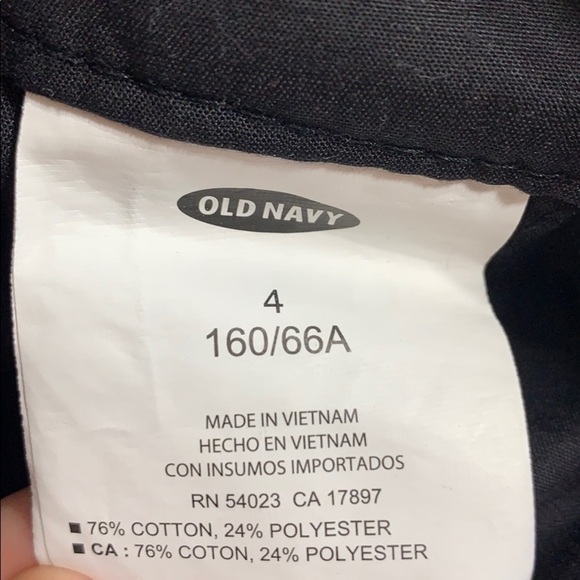 OLD NAVY
4
160/66A
MADE IN VIETNAM
HECHO EN VIETNAM
CON INSUMOS IMPORTADOS
RN 54023 CA 17897
■ 76% COTTON, 24% POLYESTER
■ CA : 76% COTON, 24% POLYESTER